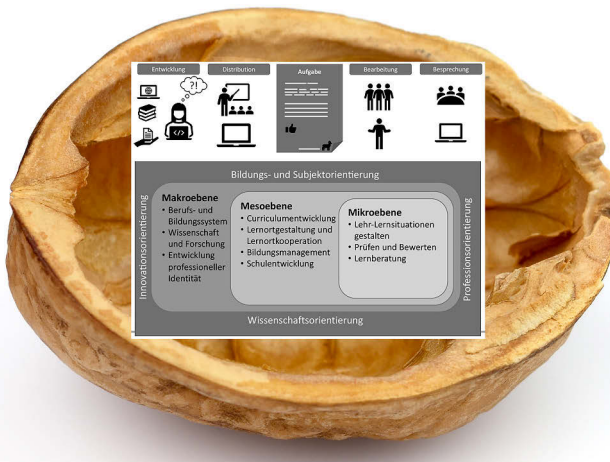 Entwicklung
Distribution
Aufgabe
Bearbeitung
Besprechung
?!
</>
Bildungs- und Subjektorientierung
Innovationsorientierung
Makroebene
• Berufs- und
Bildungssystem
• Wissenschaft
und Forschung
• Entwicklung
professioneller
Identität
Mesoebene
• Curriculumentwicklung
• Lernortgestaltung und
Lernortkooperation
• Bildungsmanagement
• Schulentwicklung
Mikroebene
• Lehr-Lernsituationen
gestalten
• Prüfen und Bewerten
• Lernberatung
Professionsorientierung
Wissenschaftsorientierung